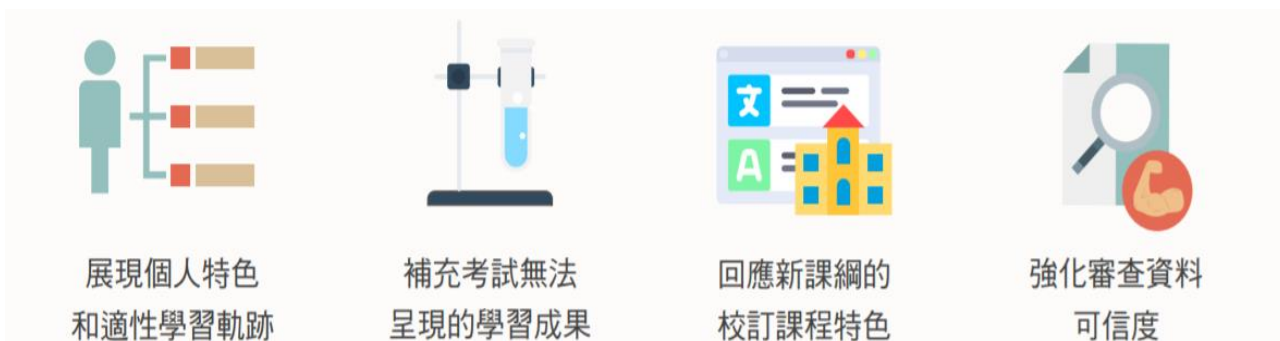 文
A
展現個人特色
和適性學習軌跡
補充考試無法
呈現的學習成果
回應新課綱的
校訂課程特色
強化審查資料
可信度